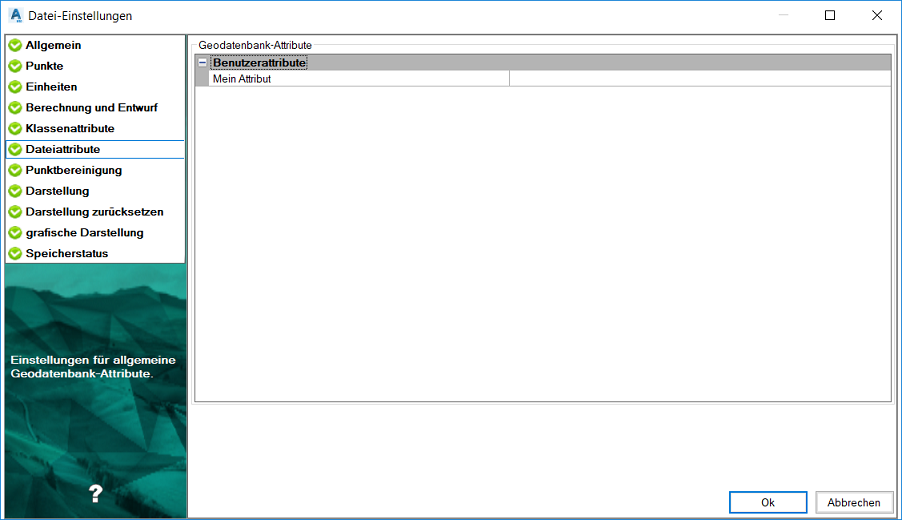 Datei-Einstellungen
Allgemein
Punkte
Einheiten
Berechnung und Entwurf
Klassenattribute
Dateiattribute
Punktbereinigung
Darstellung
Darstellung zurücksetzen
grafische Darstellung
Speicherstatus
Einstellungen für allgemeine
Geodatenbank-Attribute.
?
Geodatenbank-Attribute
Benutzerattribute
Mein Attribut
Ok
Abbrechen